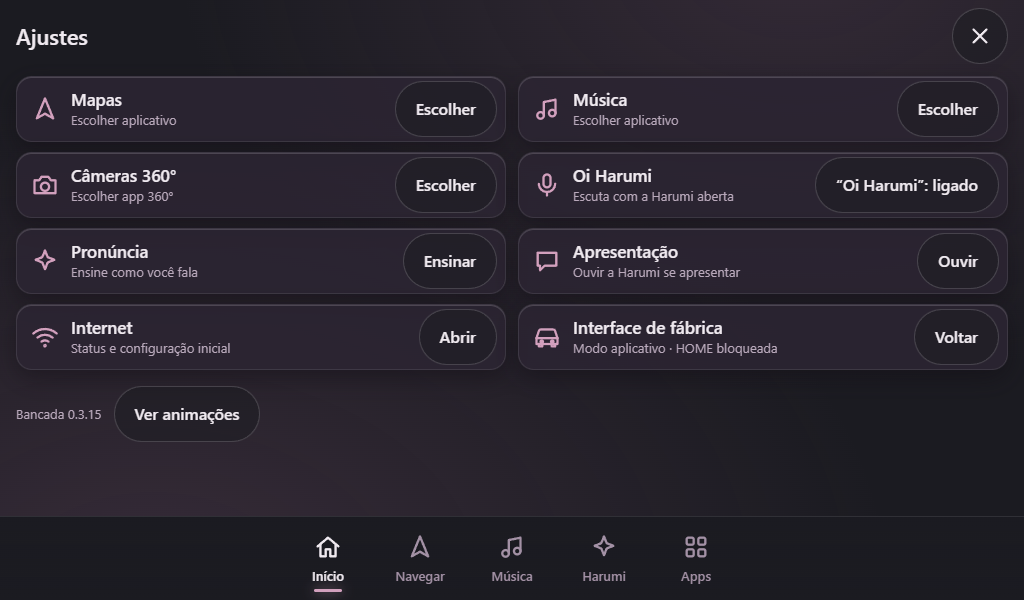 Ajustes
Mapas
Escolher aplicativo
Escolher
Música
Escolher aplicativo
Escolher
Câmeras 360°
Escolher app 360°
Escolher
Oi Harumi
Escuta com a Harumi aberta
“Oi Harumi”: ligado
Pronúncia
Ensine como você fala
Ensinar
Apresentação
Ouvir a Harumi se apresentar
Ouvir
Internet
Status e configuração inicial
Abrir
Interface de fábrica
Modo aplicativo · HOME bloqueada
Voltar
Bancada 0.3.15
Ver animações
Início
Navegar
Música
Harumi
Apps